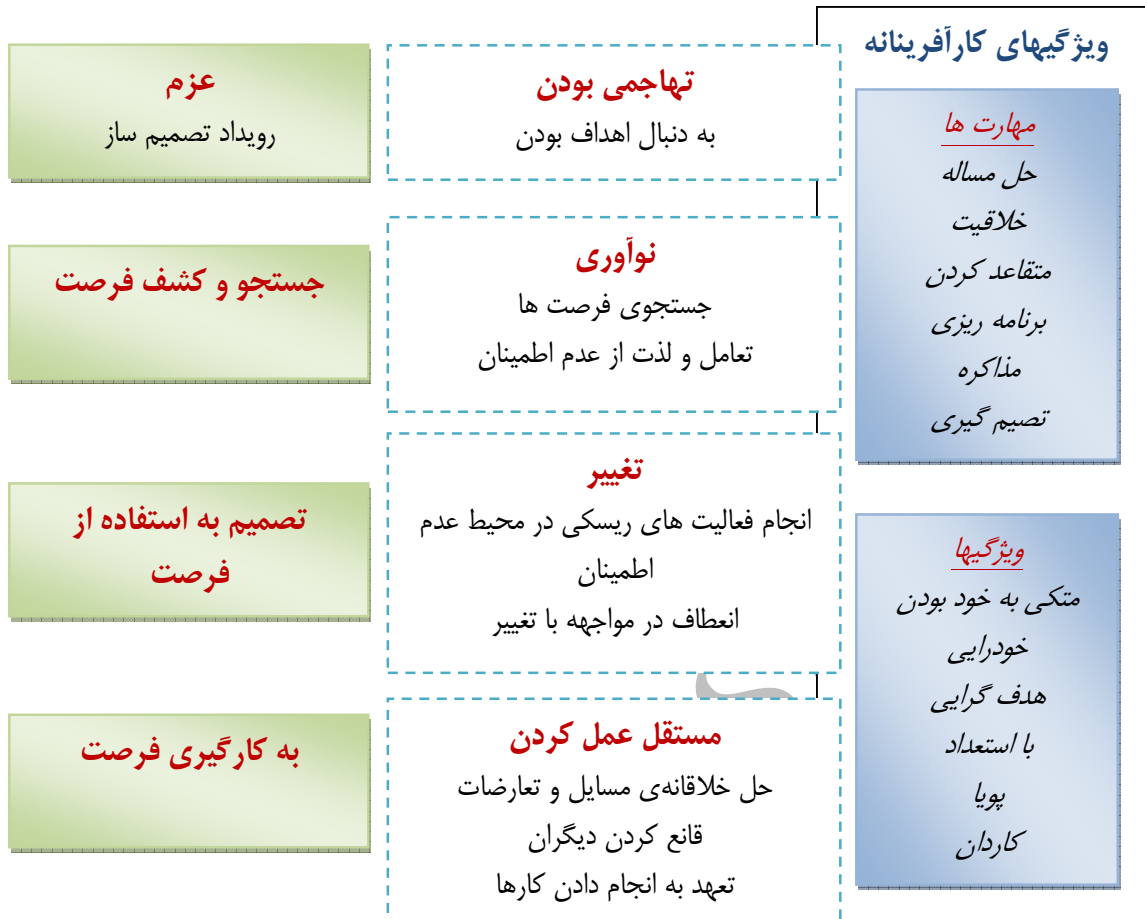 ویژگیهای کارآفرینانه
مهارت ها
حل مساله
خلاقیت
متقاعد کردن
برنامه ریزی
مذاکره
تصیم گیری
ویژگیها
متکی به خود بودن
خودرایی
هدف گرایی
با استعداد
پویا
کاردان
تهاجمی بودن
به دنبال اهداف بودن
نوآوری
جستجوی فرصت ها
تعامل و لذت از عدم اطمینان
تغییر
انجام فعالیت های ریسکی در محیط عدم
اطمینان
انعطاف در مواجهه با تغییر
مستقل عمل کردن
حل خلاقانه‌ی مسایل و تعارضات
قانع کردن دیگران
تعهد به انجام دادن کارها
عزم
رویداد تصمیم ساز
جستجو و کشف فرصت
تصمیم به استفاده از
فرصت
به کارگیری فرصت